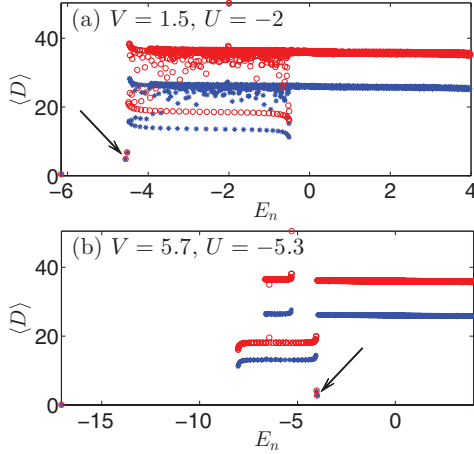 (a) V = 1.5, U = −2
40
20
0
⟨D⟩
−6 −4 −2 0 2 4
E_n
(b) V = 5.7, U = −5.3
40
20
0
⟨D⟩
−15 −10 −5 0
E_n